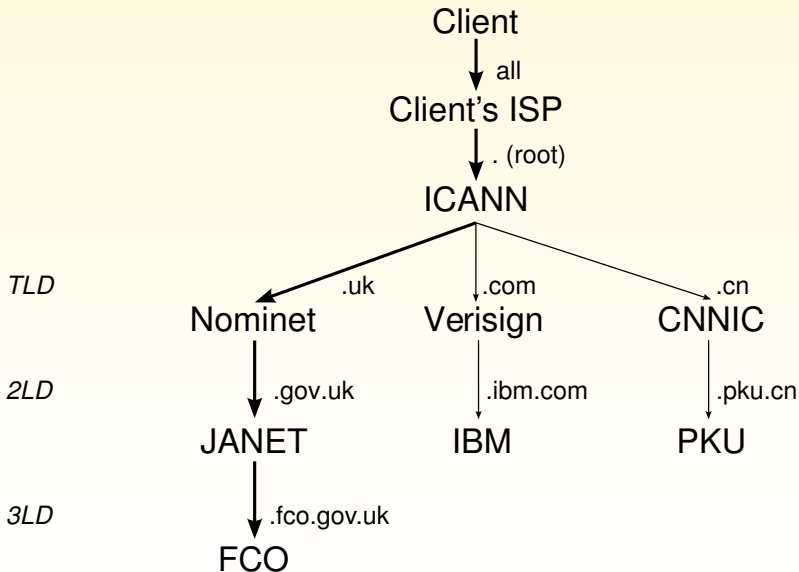 Client
all
Client's ISP
. (root)
ICANN
TLD
.uk
.com
.cn
Nominet
Verisign
CNNIC
2LD
.gov.uk
.ibm.com
.pku.cn
JANET
IBM
PKU
3LD
.fco.gov.uk
FCO